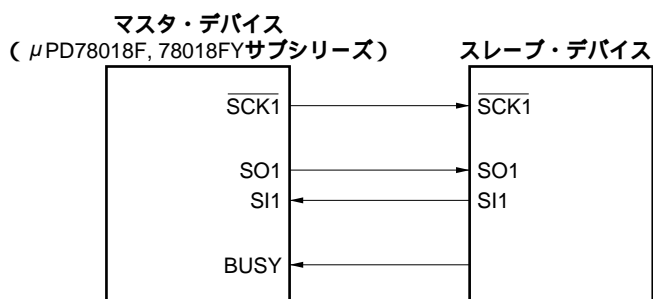 マスタ・デバイス
( μPD78018F, 78018FYサブシリーズ )
スレーブ・デバイス
SCK1
SCK1
SO1
SO1
SI1
SI1
BUSY